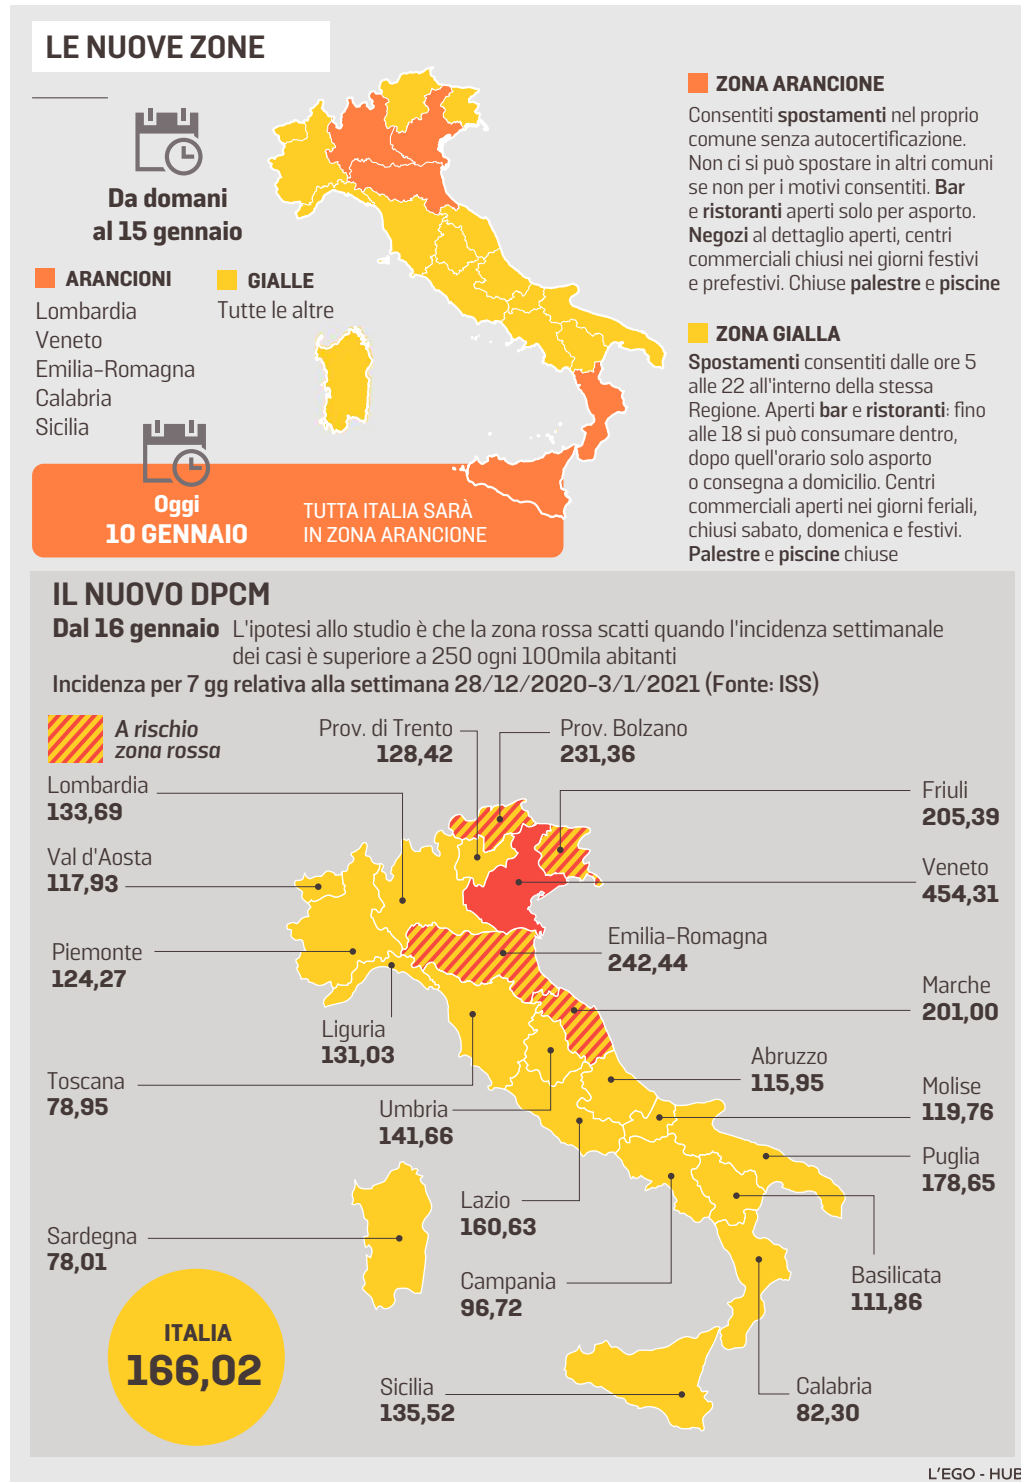 LE NUOVE ZONE
Da domani
al 15 gennaio
ARANCIONI
Lombardia
Veneto
Emilia-Romagna
Calabria
Sicilia
GIALLE
Tutte le altre
Oggi
10 GENNAIO
TUTTA ITALIA SARÀ
IN ZONA ARANCIONE
ZONA ARANCIONE
Consentiti spostamenti nel proprio
comune senza autocertificazione.
Non ci si può spostare in altri comuni
se non per i motivi consentiti. Bar
e ristoranti aperti solo per asporto.
Negozi al dettaglio aperti, centri
commerciali chiusi nei giorni festivi
e prefestivi. Chiuse palestre e piscine
ZONA GIALLA
Spostamenti consentiti dalle ore 5
alle 22 all'interno della stessa
Regione. Aperti bar e ristoranti: fino
alle 18 si può consumare dentro,
dopo quell'orario solo asporto
o consegna a domicilio. Centri
commerciali aperti nei giorni feriali,
chiusi sabato, domenica e festivi.
Palestre e piscine chiuse
IL NUOVO DPCM
Dal 16 gennaio L'ipotesi allo studio è che la zona rossa scatti quando l'incidenza settimanale
dei casi è superiore a 250 ogni 100mila abitanti
Incidenza per 7 gg relativa alla settimana 28/12/2020-3/1/2021 (Fonte: ISS)
A rischio
zona rossa
Prov. di Trento
128,42
Prov. Bolzano
231,36
Lombardia
133,69
Friuli
205,39
Val d'Aosta
117,93
Veneto
454,31
Piemonte
124,27
Emilia-Romagna
242,44
Marche
201,00
Liguria
131,03
Abruzzo
115,95
Toscana
78,95
Molise
119,76
Umbria
141,66
Puglia
178,65
Lazio
160,63
Sardegna
78,01
Campania
96,72
Basilicata
111,86
ITALIA
166,02
Sicilia
135,52
Calabria
82,30
L'EGO - HUB